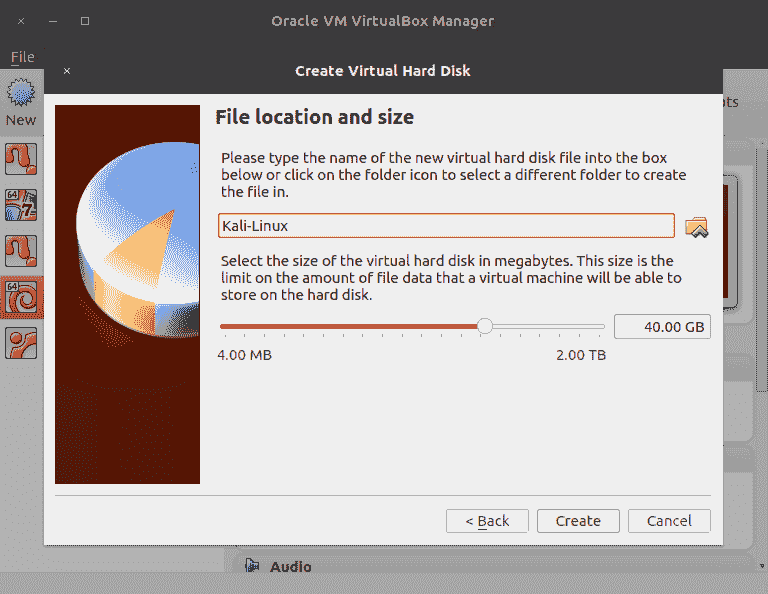 Oracle VM VirtualBox Manager
File
Create Virtual Hard Disk
New
File location and size
Please type the name of the new virtual hard disk file into the box
below or click on the folder icon to select a different folder to create
the file in.
Kali-Linux
Select the size of the virtual hard disk in megabytes. This size is the
limit on the amount of file data that a virtual machine will be able to
store on the hard disk.
40.00 GB
4.00 MB 2.00 TB
64
7
64
< Back Create Cancel
Audio